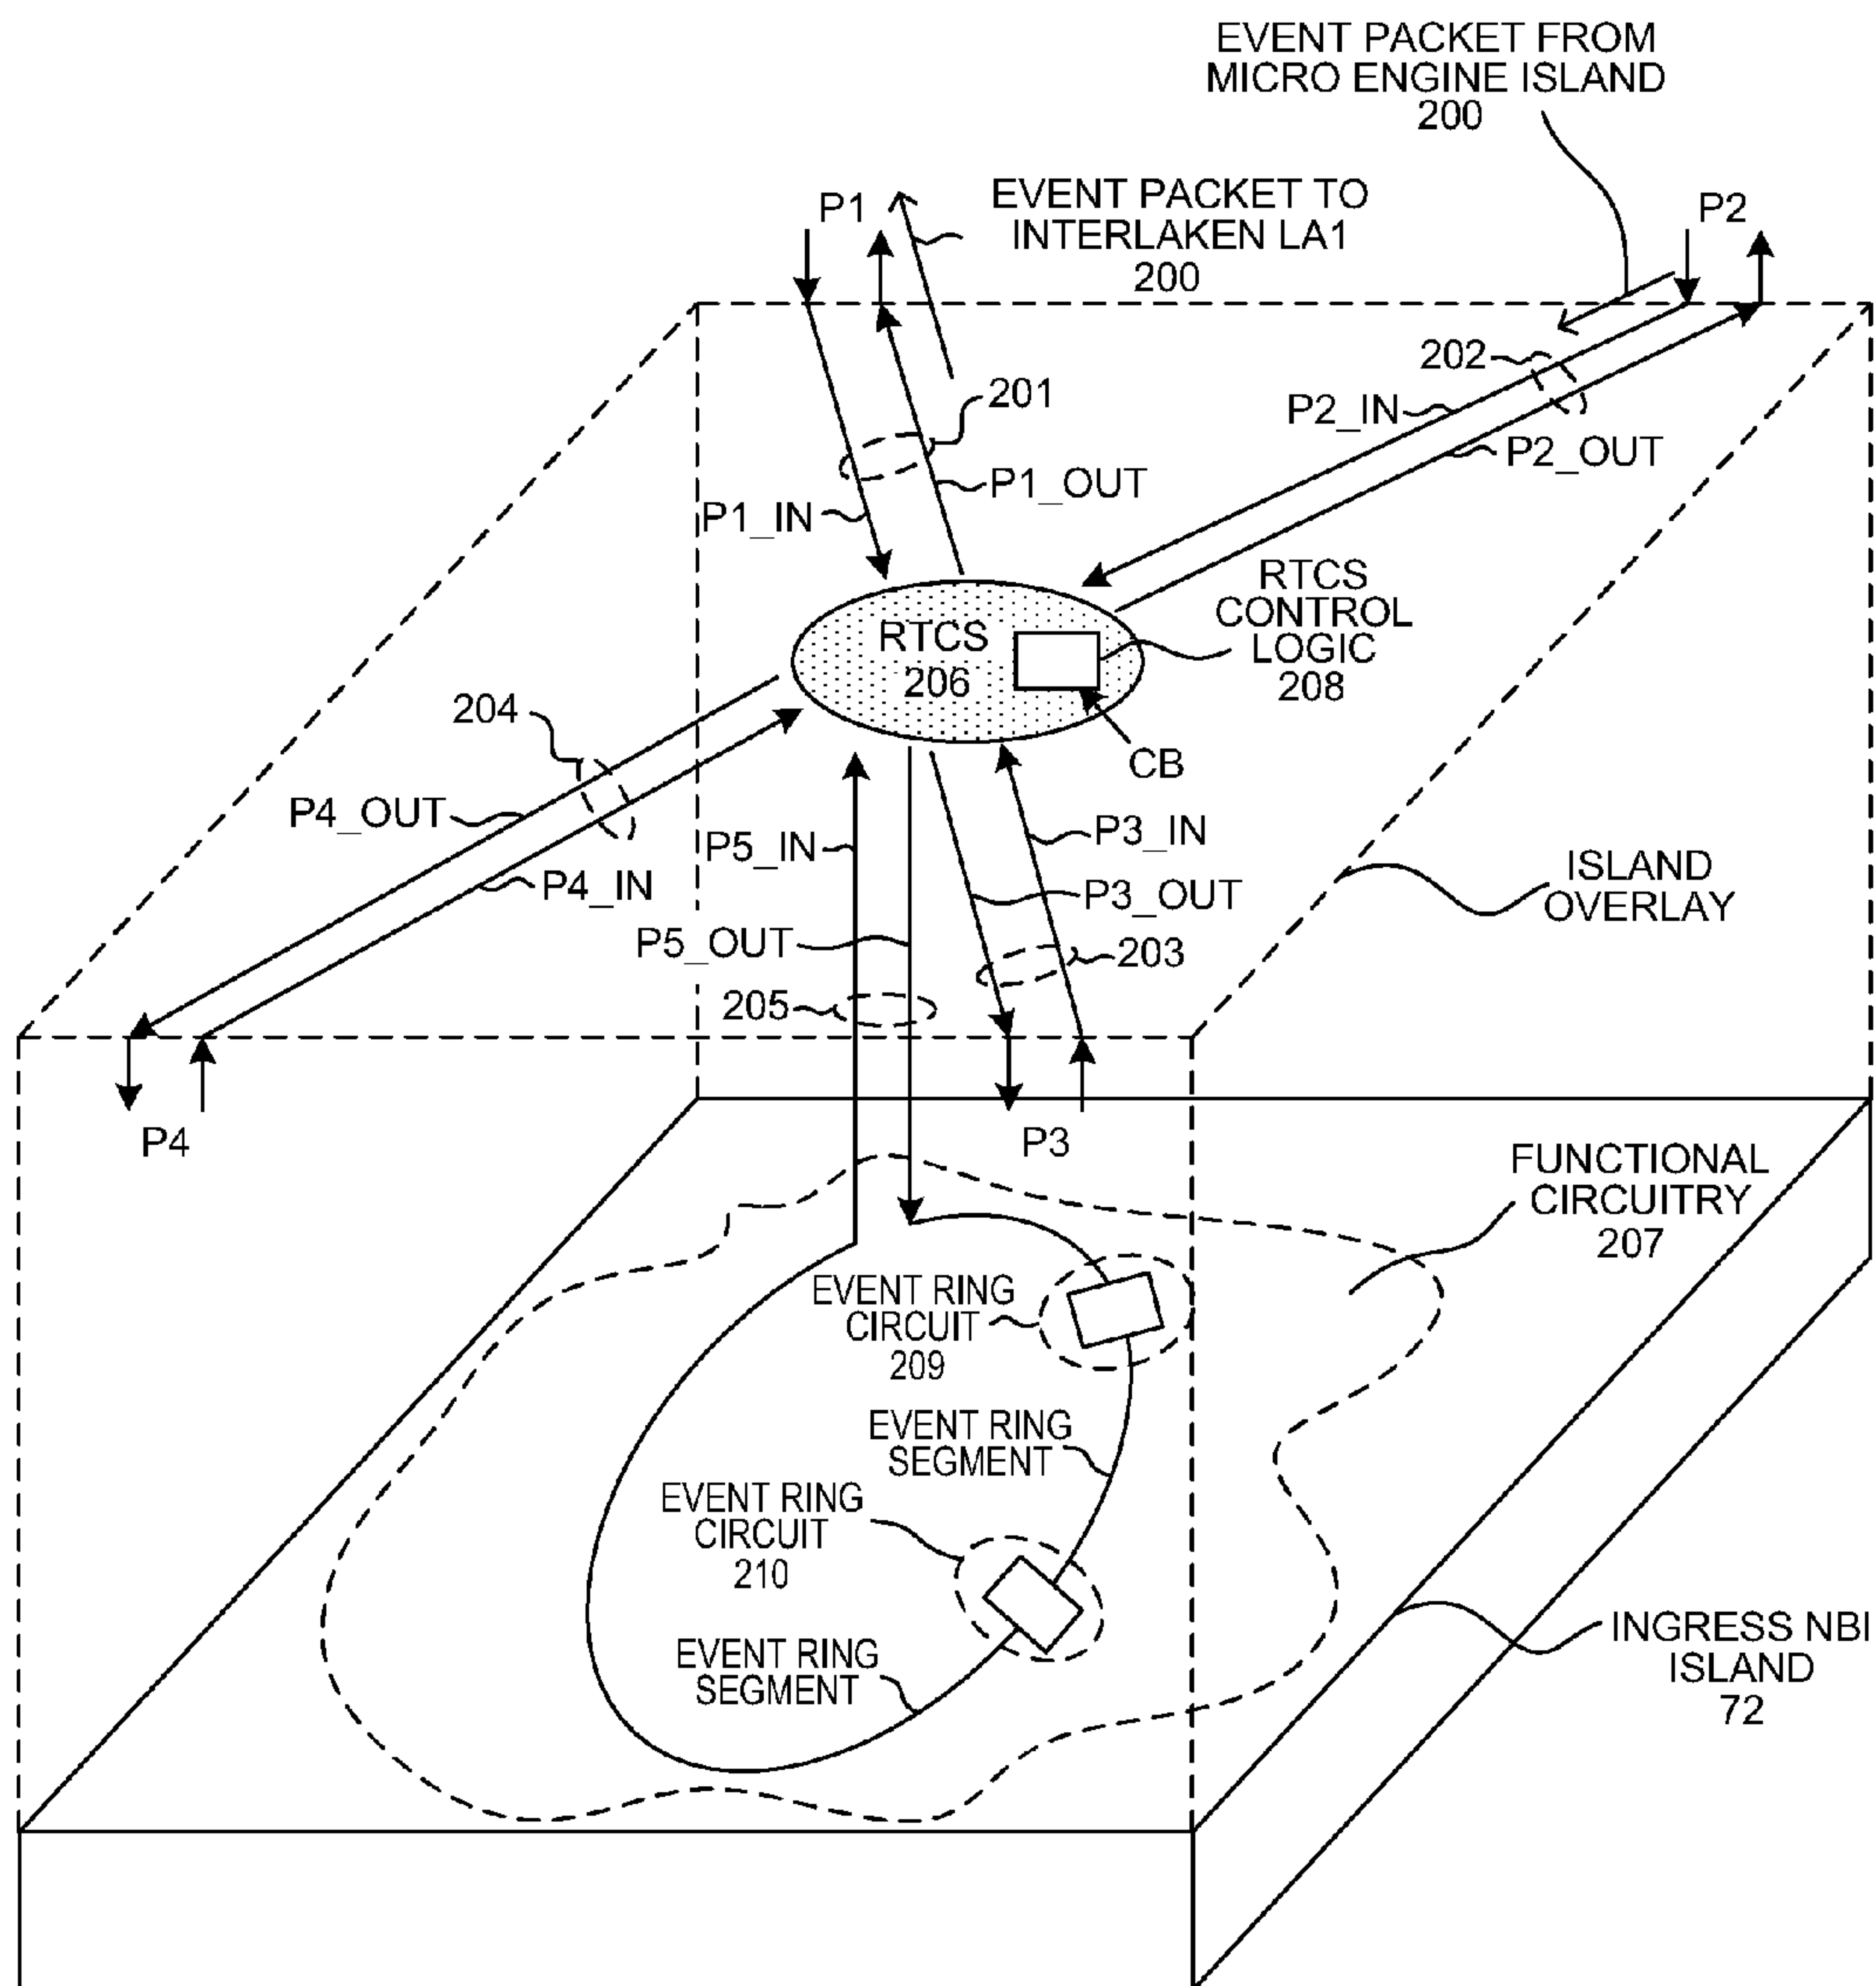 EVENT PACKET FROM
MICRO ENGINE ISLAND
200
P1
EVENT PACKET TO
INTERLAKEN LA1
200
P2
202
201
P2_IN
P2_OUT
P1_OUT
P1_IN
RTCS
CONTROL
LOGIC
208
RTCS
206
204
CB
P4_OUT
P5_IN
P3_IN
P4_IN
P3_OUT
ISLAND
OVERLAY
P5_OUT
203
205
P4
P3
FUNCTIONAL
CIRCUITRY
207
EVENT RING
CIRCUIT
209
EVENT RING
SEGMENT
EVENT RING
CIRCUIT
210
EVENT RING
SEGMENT
INGRESS NBI
ISLAND
72